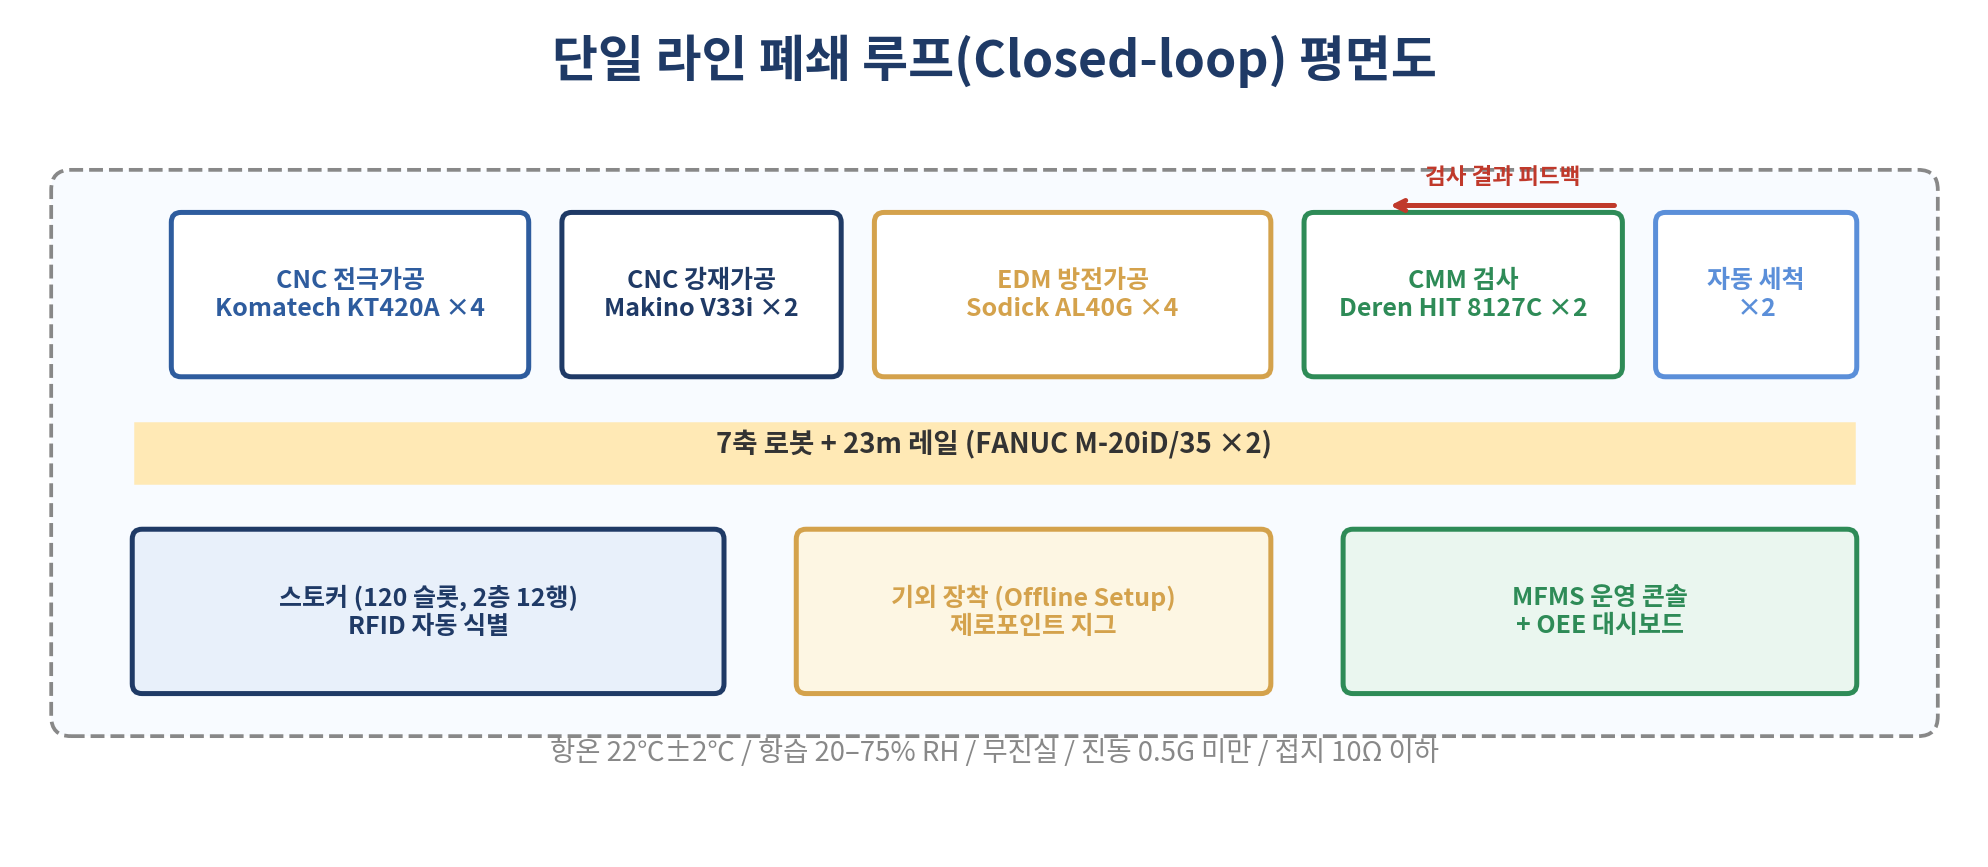 단일 라인 폐쇄 루프(Closed-loop) 평면도
검사 결과 피드백
CNC 전극가공
Komatech KT420A ×4
CNC 강재가공
Makino V33i ×2
EDM 방전가공
Sodick AL40G ×4
CMM 검사
Deren HIT 8127C ×2
자동 세척
×2
7축 로봇 + 23m 레일 (FANUC M-20iD/35 ×2)
스토커 (120 슬롯, 2층 12행)
RFID 자동 식별
기외 장착 (Offline Setup)
제로포인트 지그
MFMS 운영 콘솔
+ OEE 대시보드
항온 22℃±2℃ / 항습 20–75% RH / 무진실 / 진동 0.5G 미만 / 접지 10Ω 이하